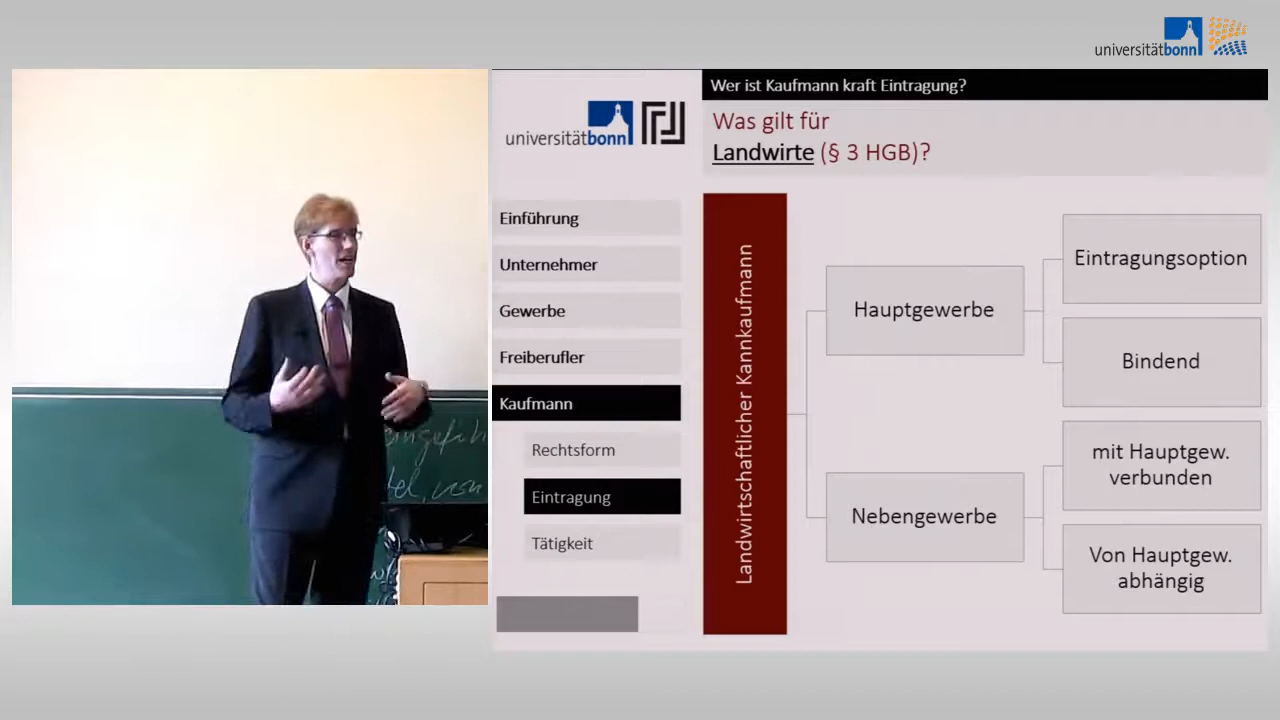 universitätbonn
Wer ist Kaufmann kraft Eintragung?
universitätbonn
Was gilt für
Landwirte (§ 3 HGB)?
Einführung
Unternehmer
Gewerbe
Freiberufler
Kaufmann
Rechtsform
Eintragung
Tätigkeit
Landwirtschaftlicher Kannkaufmann
Hauptgewerbe
Eintragungsoption
Bindend
Nebengewerbe
mit Hauptgew.
verbunden
Von Hauptgew.
abhängig